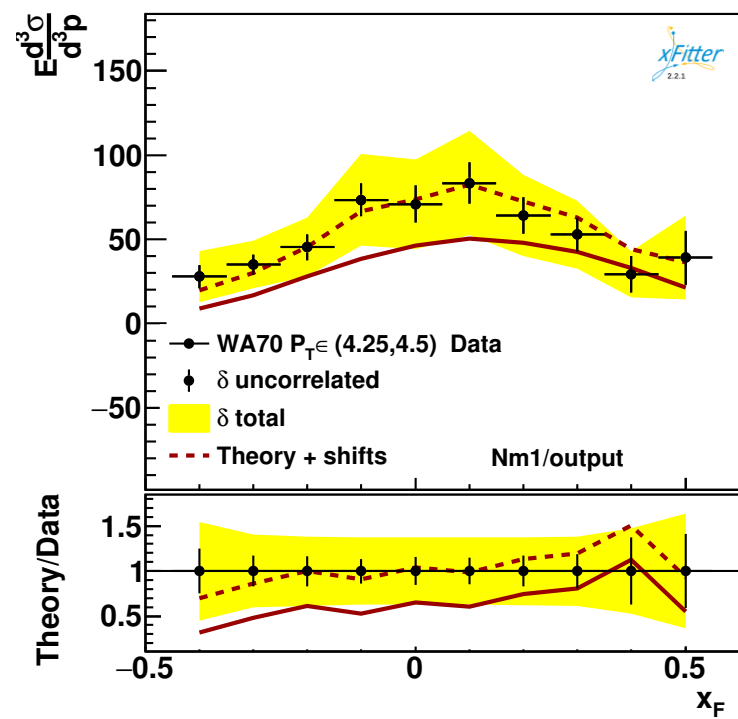 E d³σ/d³p
xFitter
2.2.1
150
100
50
0
−50
WA70 P_T∈ (4.25,4.5) Data
δ uncorrelated
δ total
Theory + shifts
Nm1/output
Theory/Data
1.5
1
0.5
−0.5
0
0.5
x_F